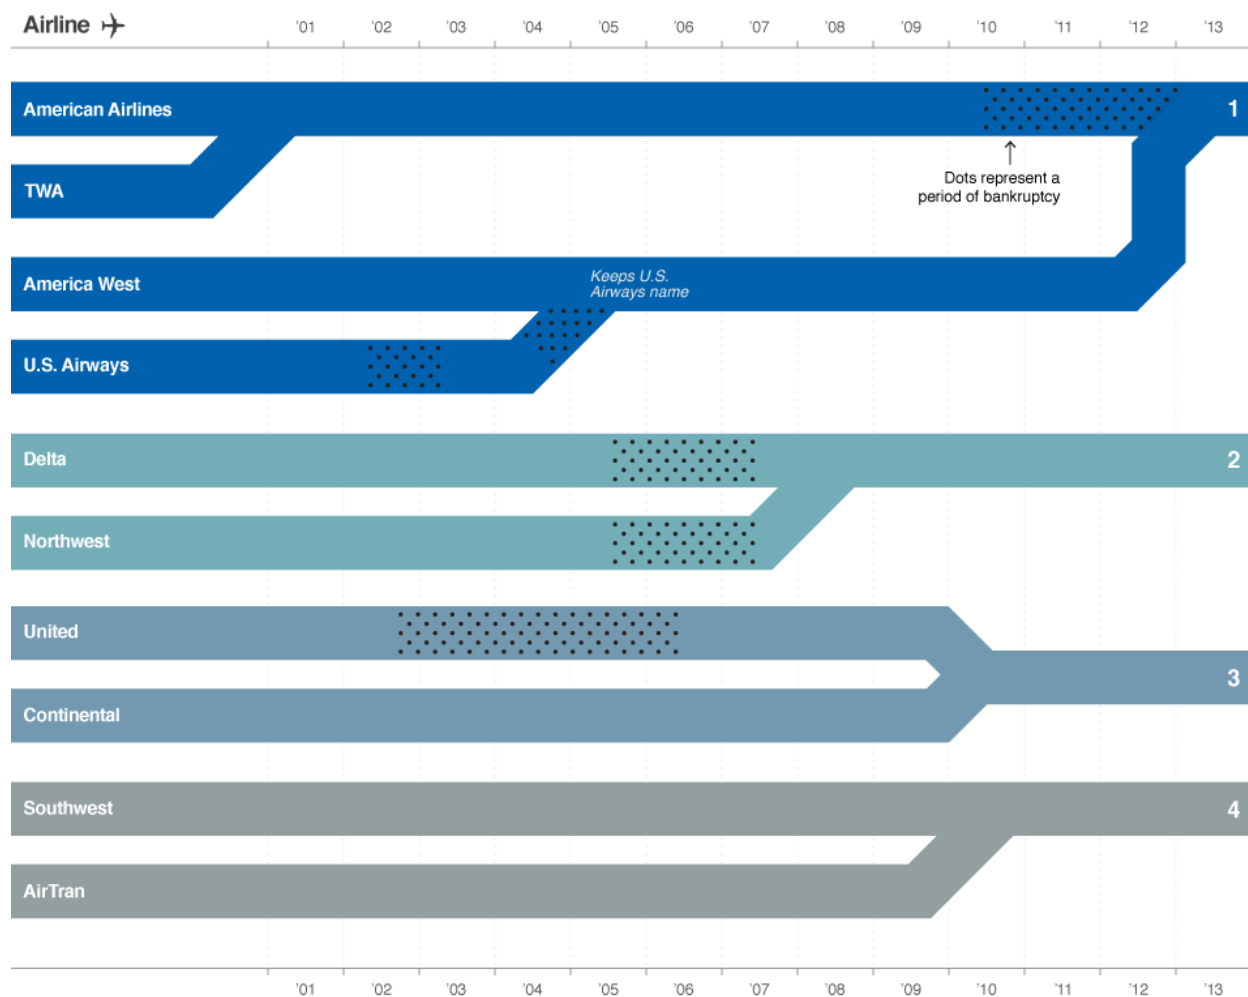 Airline
'01 '02 '03 '04 '05 '06 '07 '08 '09 '10 '11 '12 '13
American Airlines
1
Dots represent a
period of bankruptcy
TWA
America West
Keeps U.S.
Airways name
U.S. Airways
Delta
2
Northwest
United
Continental
3
Southwest
4
AirTran
'01 '02 '03 '04 '05 '06 '07 '08 '09 '10 '11 '12 '13